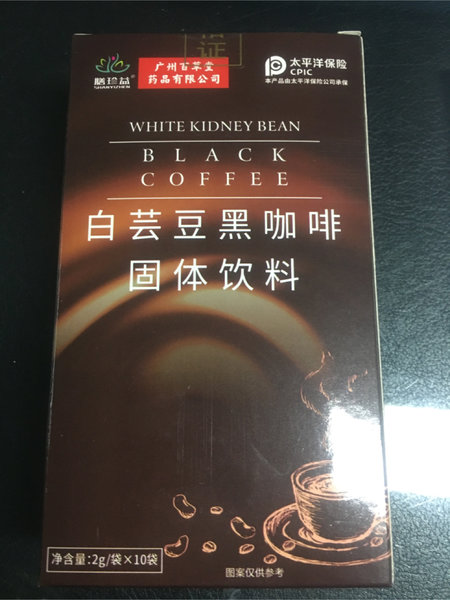 证
膳珍益®
SHANYIZHEN
广州百草堂
药品有限公司
太平洋保险
CPIC
本产品由太平洋保险公司承保
WHITE KIDNEY BEAN
BLACK
COFFEE
白芸豆黑咖啡
固体饮料
净含量:2g/袋×10袋
图案仅供参考